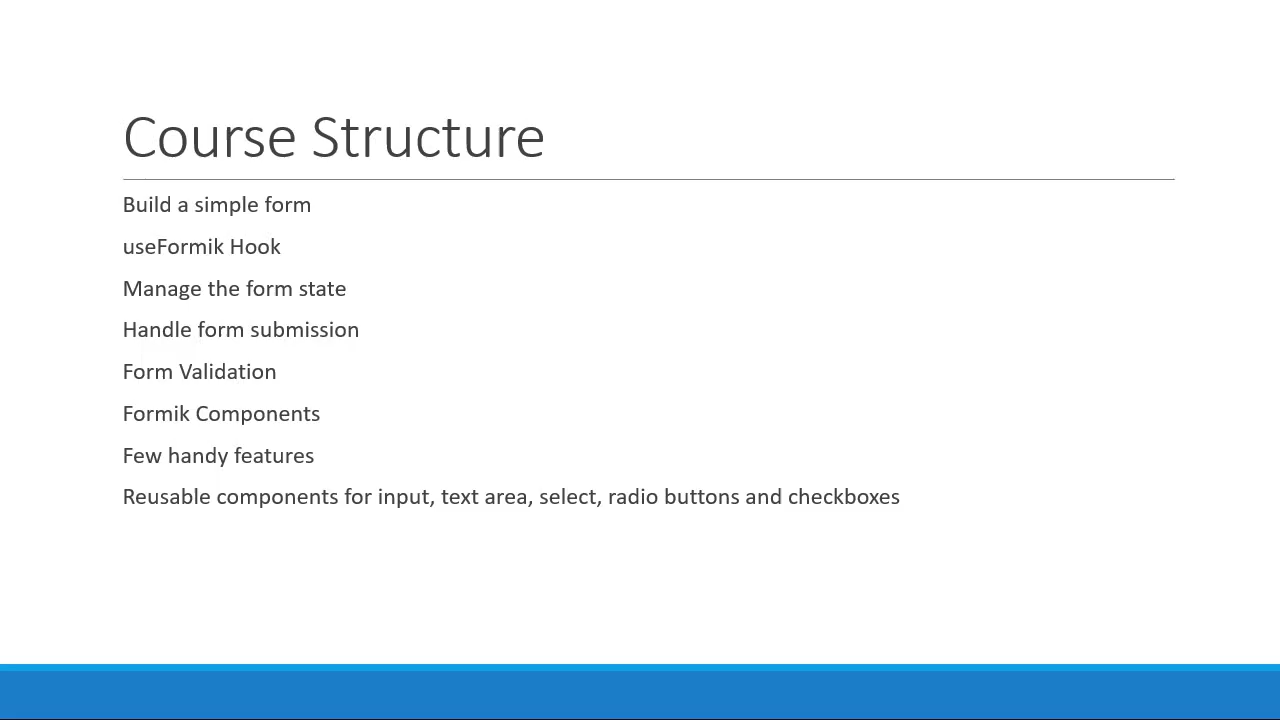 Course Structure
Build a simple form
useFormik Hook
Manage the form state
Handle form submission
Form Validation
Formik Components
Few handy features
Reusable components for input, text area, select, radio buttons and checkboxes